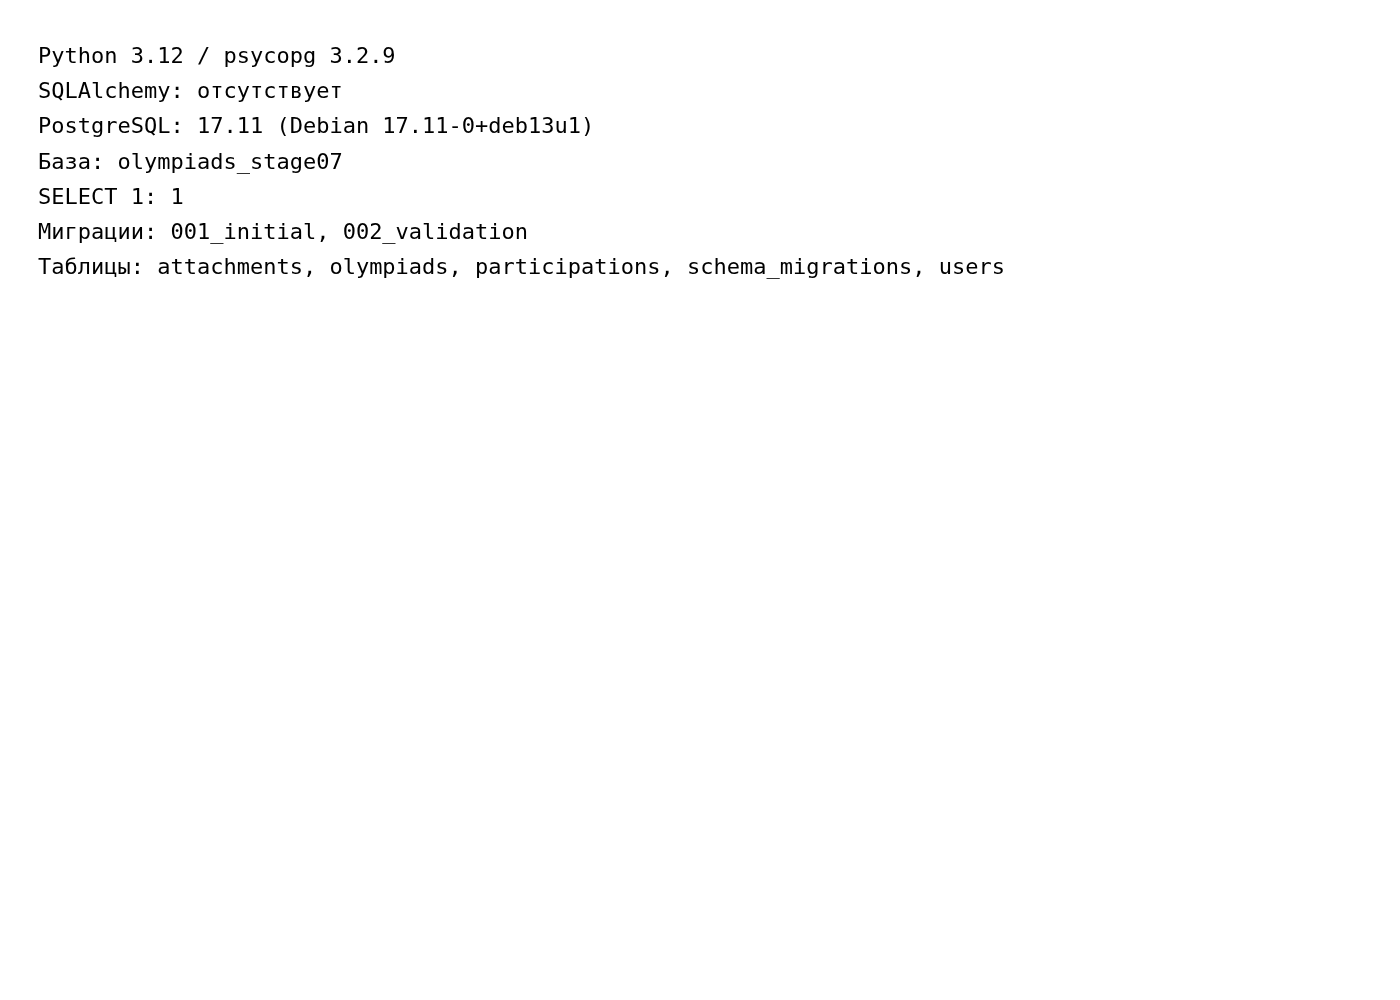 Python 3.12 / psycopg 3.2.9
SQLAlchemy: отсутствует
PostgreSQL: 17.11 (Debian 17.11-0+deb13u1)
База: olympiads_stage07
SELECT 1: 1
Миграции: 001_initial, 002_validation
Таблицы: attachments, olympiads, participations, schema_migrations, users